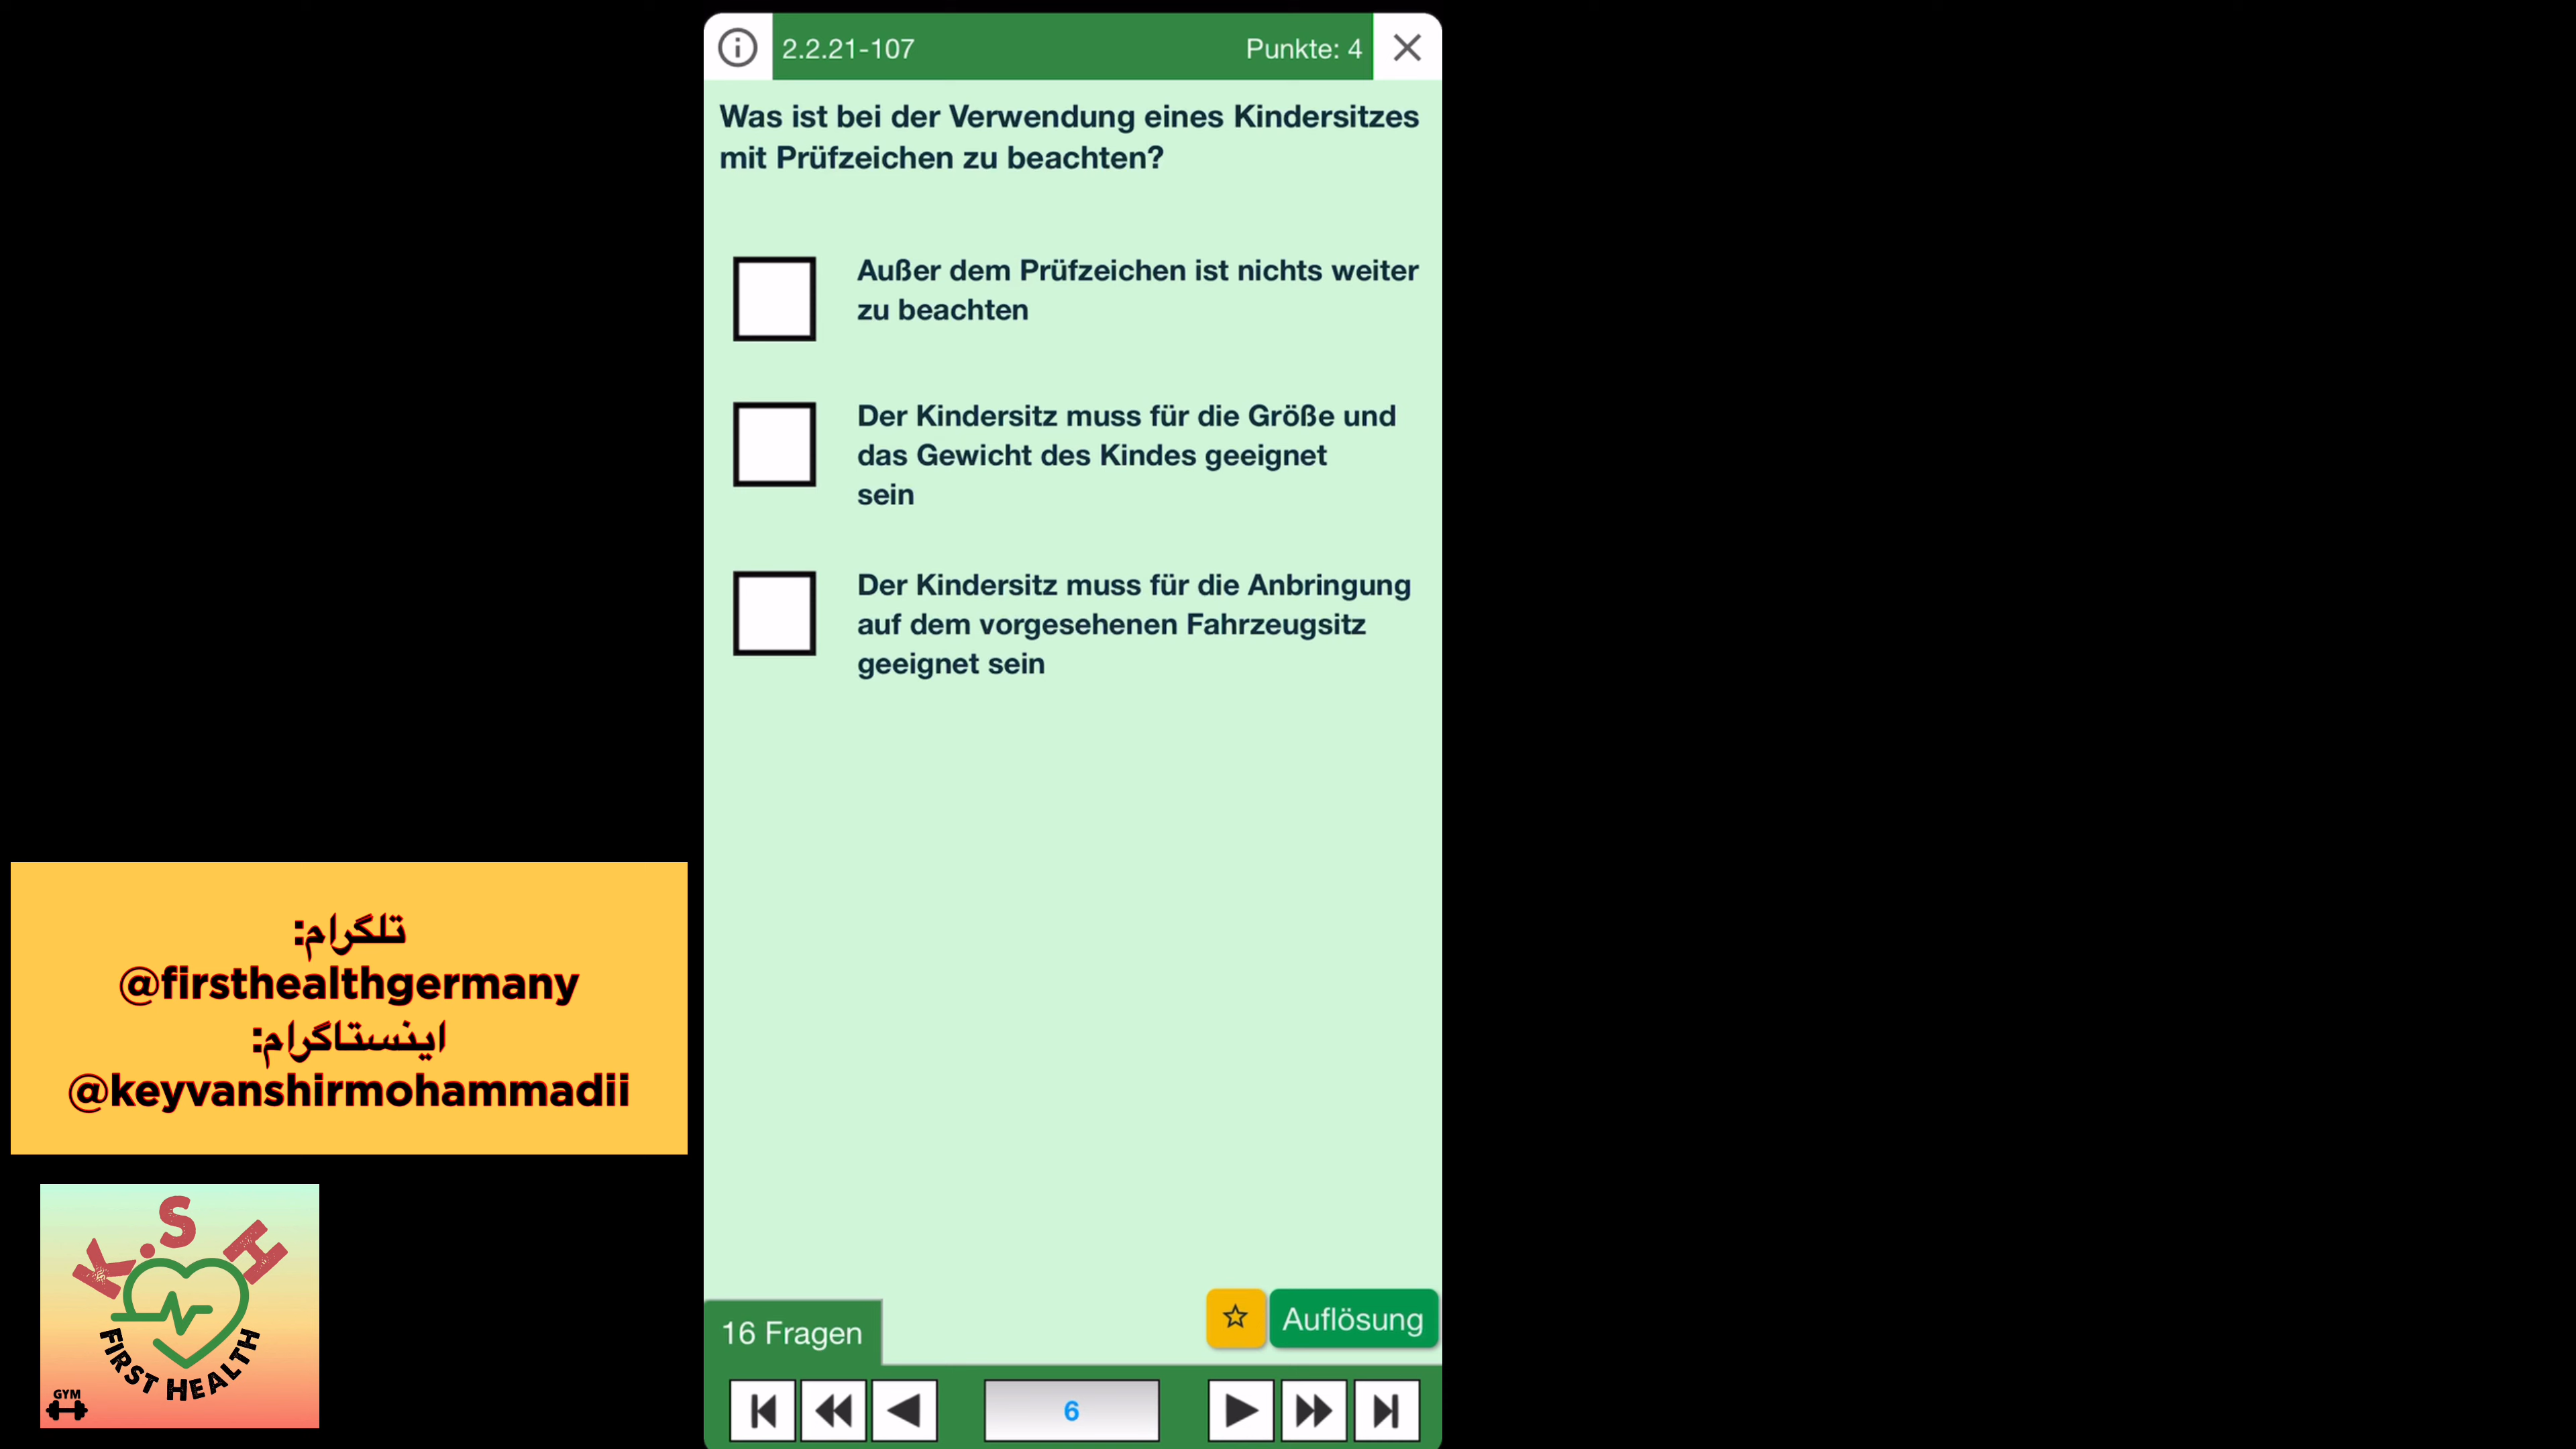 2.2.21-107
Punkte: 4
Was ist bei der Verwendung eines Kindersitzes
mit Prüfzeichen zu beachten?
Außer dem Prüfzeichen ist nichts weiter
zu beachten
Der Kindersitz muss für die Größe und
das Gewicht des Kindes geeignet
sein
Der Kindersitz muss für die Anbringung
auf dem vorgesehenen Fahrzeugsitz
geeignet sein
تلگرام:
@firsthealthgermany
اینستاگرام:
@keyvanshirmohammadii
K.SH
FIRST HEALTH
GYM
16 Fragen
Auflösung
6